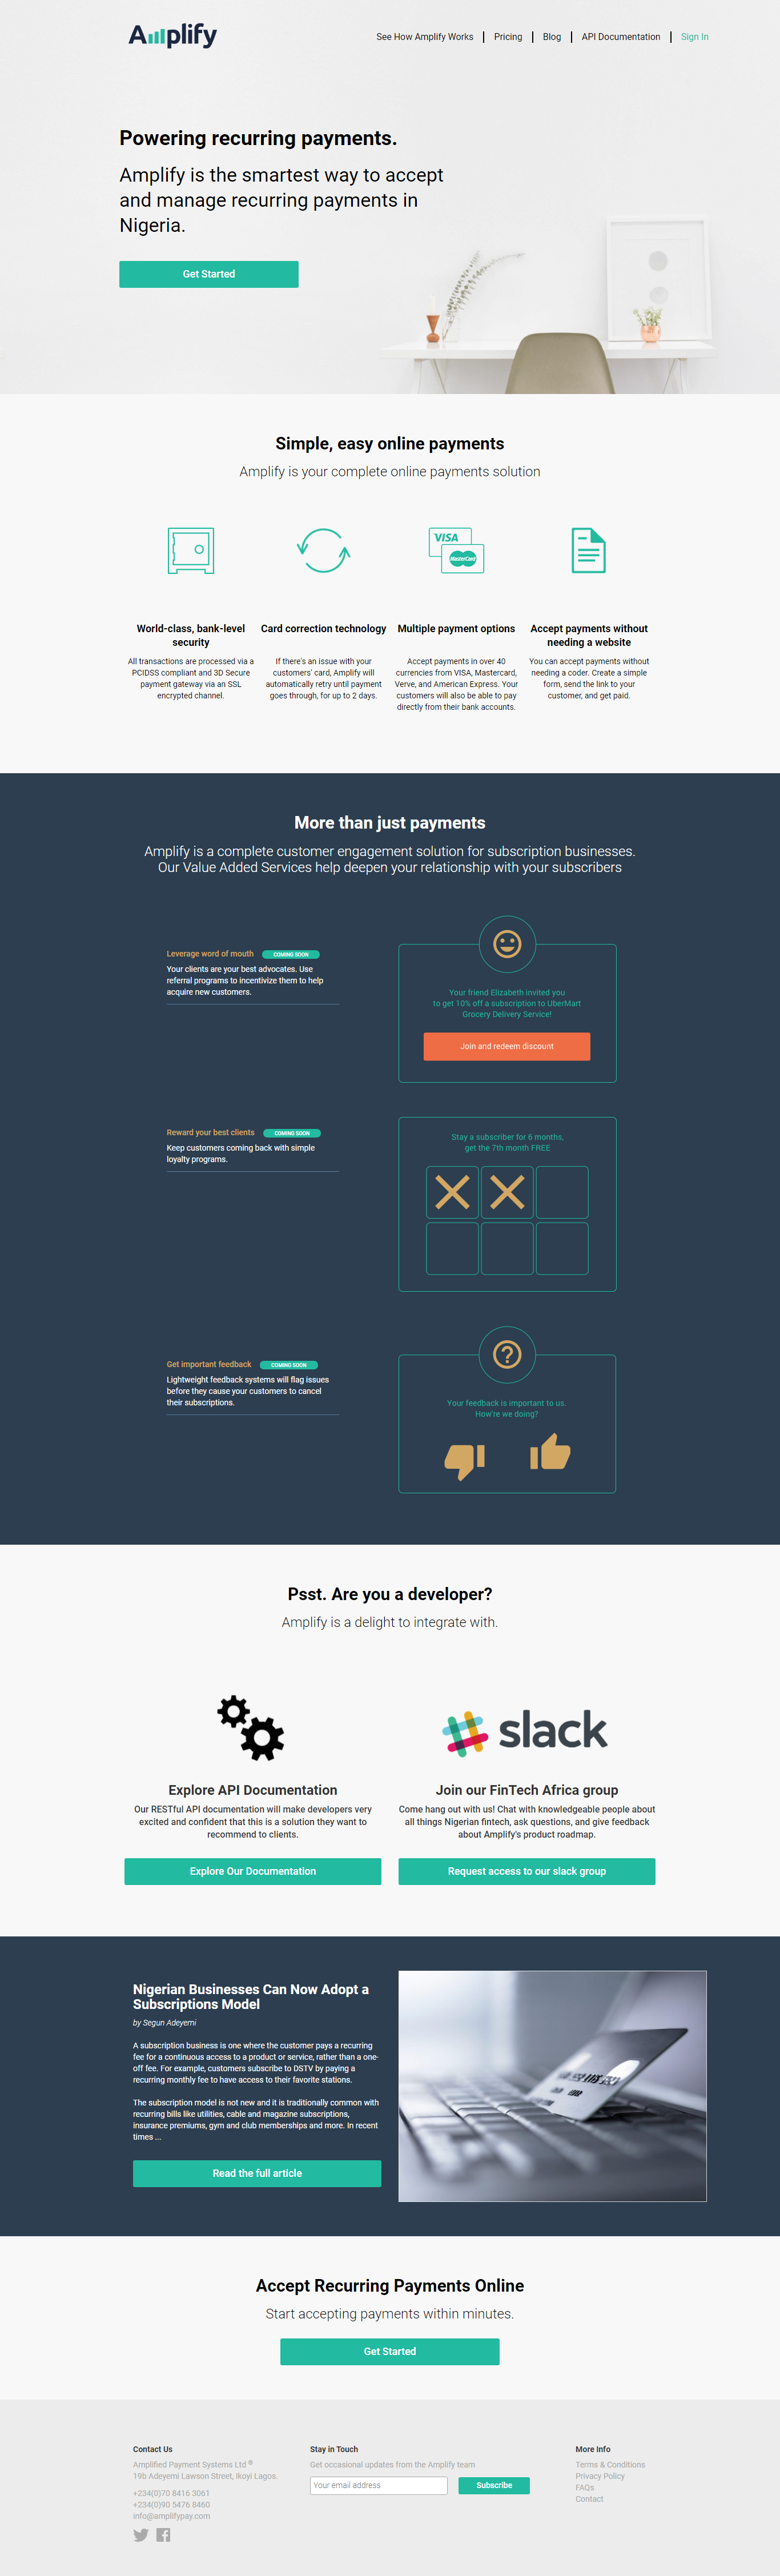 Amplify
See How Amplify Works
Pricing
Blog
API Documentation
Sign In
Powering recurring payments.
Amplify is the smartest way to accept
and manage recurring payments in
Nigeria.
Get Started
Simple, easy online payments
Amplify is your complete online payments solution
VISA
MasterCard
World-class, bank-level
security
All transactions are processed via a
PCIDSS compliant and 3D Secure
payment gateway via an SSL
encrypted channel.
Card correction technology
If there's an issue with your
customers' card, Amplify will
automatically retry until payment
goes through, for up to 2 days.
Multiple payment options
Accept payments in over 40
currencies from VISA, Mastercard,
Verve, and American Express. Your
customers will also be able to pay
directly from their bank accounts.
Accept payments without
needing a website
You can accept payments without
needing a coder. Create a simple
form, send the link to your
customer, and get paid.
More than just payments
Amplify is a complete customer engagement solution for subscription businesses.
Our Value Added Services help deepen your relationship with your subscribers
Leverage word of mouth
COMING SOON
Your clients are your best advocates. Use
referral programs to incentivize them to help
acquire new customers.
Your friend Elizabeth invited you
to get 10% off a subscription to UberMart
Grocery Delivery Service!
Join and redeem discount
Reward your best clients
COMING SOON
Keep customers coming back with simple
loyalty programs.
Stay a subscriber for 6 months,
get the 7th month FREE
Get important feedback
COMING SOON
Lightweight feedback systems will flag issues
before they cause your customers to cancel
their subscriptions.
Your feedback is important to us.
How're we doing?
Psst. Are you a developer?
Amplify is a delight to integrate with.
slack
Explore API Documentation
Our RESTful API documentation will make developers very
excited and confident that this is a solution they want to
recommend to clients.
Explore Our Documentation
Join our FinTech Africa group
Come hang out with us! Chat with knowledgeable people about
all things Nigerian fintech, ask questions, and give feedback
about Amplify's product roadmap.
Request access to our slack group
Nigerian Businesses Can Now Adopt a
Subscriptions Model
by Segun Adeyemi
A subscription business is one where the customer pays a recurring
fee for a continuous access to a product or service, rather than a one-
off fee. For example, customers subscribe to DSTV by paying a
recurring monthly fee to have access to their favorite stations.
The subscription model is not new and it is traditionally common with
recurring bills like utilities, cable and magazine subscriptions,
insurance premiums, gym and club memberships and more. In recent
times ...
Read the full article
Accept Recurring Payments Online
Start accepting payments within minutes.
Get Started
Contact Us
Amplified Payment Systems Ltd ®
19b Adeyemi Lawson Street, Ikoyi Lagos.
+234(0)70 8416 3061
+234(0)90 5476 8460
info@amplifypay.com
Stay in Touch
Get occasional updates from the Amplify team
Your email address
Subscribe
More Info
Terms & Conditions
Privacy Policy
FAQs
Contact